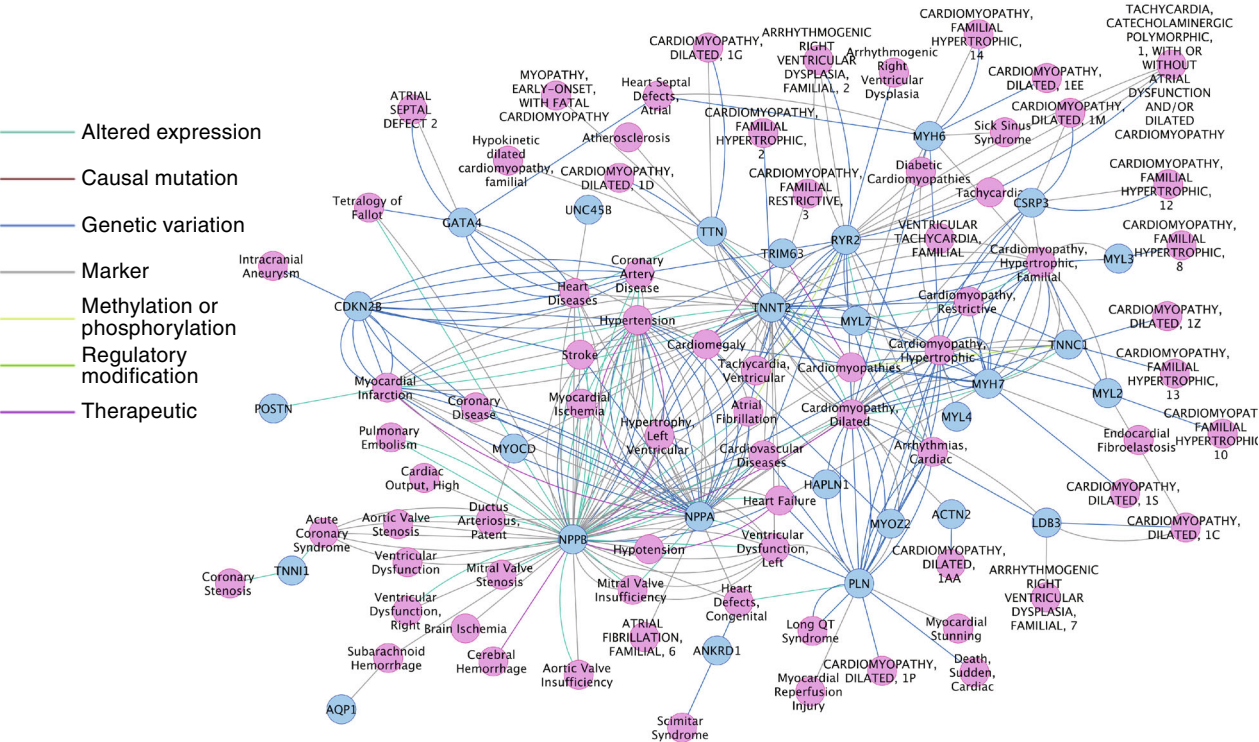 Altered expression
Causal mutation
Genetic variation
Marker
Methylation or
phosphorylation
Regulatory
modification
Therapeutic
ATRIAL
SEPTAL
DEFECT 2
MYOPATHY,
EARLY-ONSET,
WITH FATAL
CARDIOMYOPATHY
Heart Septal
Defects,
Atrial
CARDIOMYOPATHY,
DILATED, 1G
ARRHYTHMOGENIC
RIGHT
VENTRICULAR
DYSPLASIA,
FAMILIAL, 2
Arrhythmogenic
Right
Ventricular
Dysplasia
CARDIOMYOPATHY,
FAMILIAL
HYPERTROPHIC,
14
CARDIOMYOPATHY,
DILATED, 1EE
CARDIOMYOPATHY,
DILATED, 1M
TACHYCARDIA,
CATECHOLAMINERGIC
POLYMORPHIC,
1, WITH OR
WITHOUT
ATRIAL
DYSFUNCTION
AND/OR
DILATED
CARDIOMYOPATHY
Hypokinetic
dilated
cardiomyopathy,
familial
Atherosclerosis
CARDIOMYOPATHY,
DILATED, 1D
CARDIOMYOPATHY,
FAMILIAL
HYPERTROPHIC,
2
MYH6
Sick Sinus
Syndrome
Diabetic
Cardiomyopathies
Tachycardia
CSRP3
CARDIOMYOPATHY,
FAMILIAL
HYPERTROPHIC,
12
Tetralogy of
Fallot
GATA4
UNC45B
TTN
CARDIOMYOPATHY,
FAMILIAL
RESTRICTIVE,
3
TRIM63
RYR2
VENTRICULAR
TACHYCARDIA,
FAMILIAL
Cardiomyopathy,
Hypertrophic,
Familial
MYL3
CARDIOMYOPATHY,
FAMILIAL
HYPERTROPHIC,
8
Intracranial
Aneurysm
CDKN2B
Heart
Diseases
Coronary
Artery
Disease
Hypertension
TNNT2
MYL7
Cardiomyopathy,
Restrictive
CARDIOMYOPATHY,
DILATED, 1Z
Stroke
Cardiomegaly
Tachycardia,
Ventricular
Cardiomyopathies
Cardiomyopathy,
Hypertrophic
TNNC1
MYH7
MYL2
CARDIOMYOPATHY,
FAMILIAL
HYPERTROPHIC,
13
POSTN
Myocardial
Infarction
Coronary
Disease
Myocardial
Ischemia
Hypertrophy,
Left
Ventricular
Atrial
Fibrillation
Cardiomyopathy,
Dilated
MYL4
Endocardial
Fibroelastosis
CARDIOMYOPAT
FAMILIAL
HYPERTROPHIC
10
Pulmonary
Embolism
MYOCD
Cardiovascular
Diseases
Arrhythmias,
Cardiac
Cardiac
Output, High
HAPLN1
CARDIOMYOPATHY,
DILATED, 1S
Acute
Coronary
Syndrome
Aortic Valve
Stenosis
Ductus
Arteriosus,
Patent
NPPB
NPPA
Heart Failure
MYOZ2
ACTN2
LDB3
CARDIOMYOPATHY,
DILATED, 1C
Coronary
Stenosis
TNNI1
Ventricular
Dysfunction
Mitral Valve
Stenosis
Hypotension
Ventricular
Dysfunction,
Left
CARDIOMYOPATHY,
DILATED,
1AA
ARRHYTHMOGENIC
RIGHT
VENTRICULAR
DYSPLASIA,
FAMILIAL, 7
Ventricular
Dysfunction,
Right
Brain Ischemia
Mitral Valve
Insufficiency
Heart
Defects,
Congenital
PLN
Long QT
Syndrome
Myocardial
Stunning
Subarachnoid
Hemorrhage
Cerebral
Hemorrhage
Aortic Valve
Insufficiency
ATRIAL
FIBRILLATION,
FAMILIAL, 6
ANKRD1
Myocardial
Reperfusion
Injury
CARDIOMYOPATHY,
DILATED, 1P
Death,
Sudden,
Cardiac
AQP1
Scimitar
Syndrome